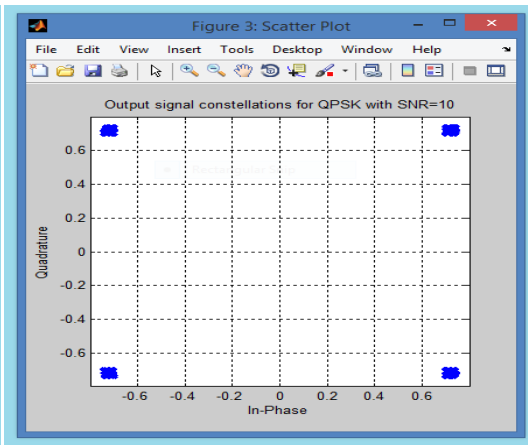 Figure 3: Scatter Plot
File Edit View Insert Tools Desktop Window Help
Output signal constellations for QPSK with SNR=10
0.6
0.4
0.2
0
-0.2
-0.4
-0.6
Quadrature
-0.6 -0.4 -0.2 0 0.2 0.4 0.6
In-Phase